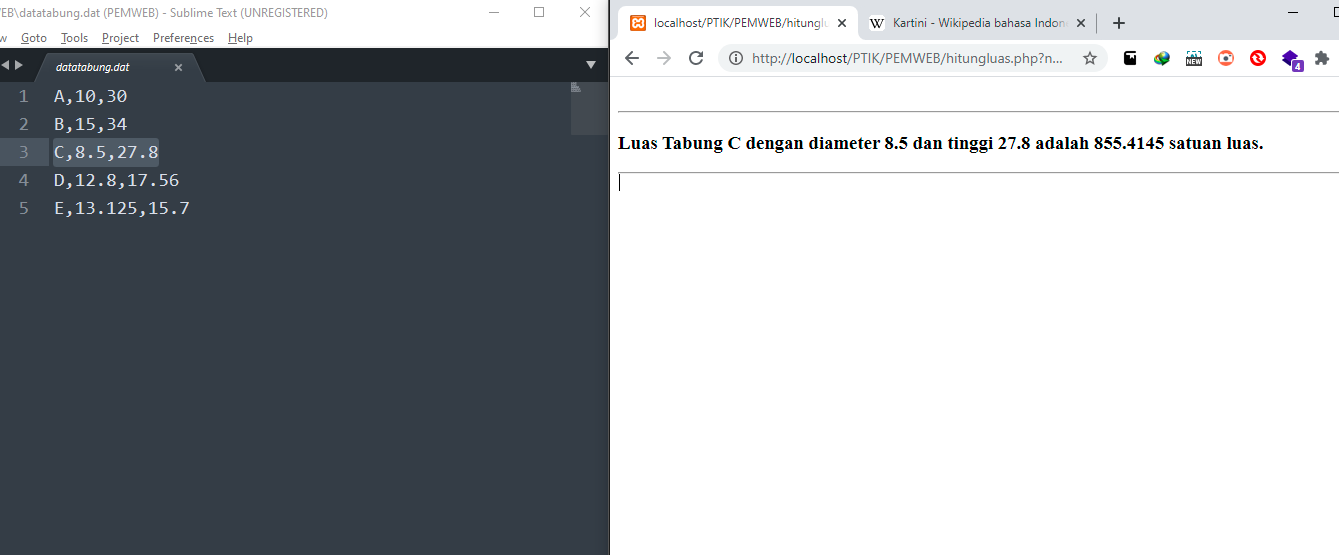 EB\datatabung.dat (PEMWEB) - Sublime Text (UNREGISTERED)
w Goto Tools Project Preferences Help
datatabung.dat
1 A,10,30
2 B,15,34
3 C,8.5,27.8
4 D,12.8,17.56
5 E,13.125,15.7
localhost/PTIK/PEMWEB/hitunglu
W Kartini - Wikipedia bahasa Indon
http://localhost/PTIK/PEMWEB/hitungluas.php?n...
NEW
4
Luas Tabung C dengan diameter 8.5 dan tinggi 27.8 adalah 855.4145 satuan luas.